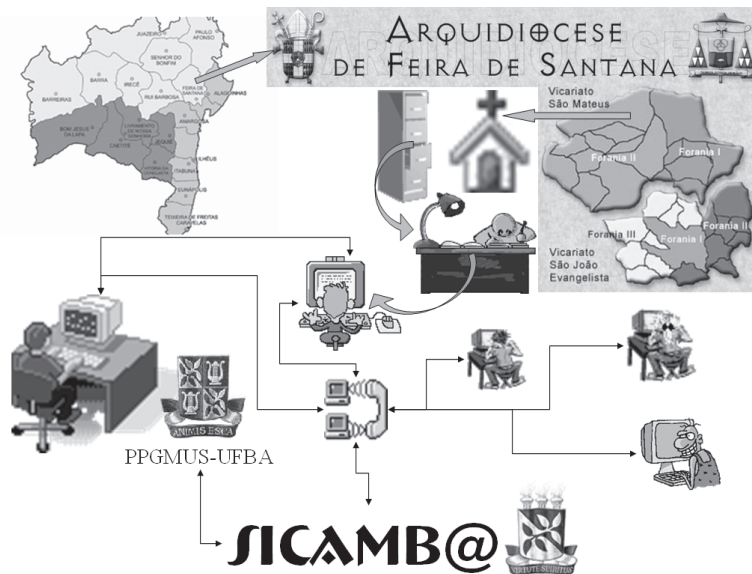 ARQUIDIOCESE
DE FEIRA DE SANTANA
JUAZEIRO
PAULO
AFONSO
SENHOR DO
BONFIM
BARRA
IRECÊ
BARREIRAS
RUI BARBOSA
FEIRA DE
SANTANA
ALAGOINHAS
AMARGOSA
BOM JESUS
DA LAPA
LIVRAMENTO
DE NOSSA
SENHORA
CAETITÉ
JEQUIÉ
VITÓRIA DA
CONQUISTA
ILHÉUS
ITABUNA
EUNÁPOLIS
TEIXEIRA DE FREITAS
CARAVELAS
Vicariato
São Mateus
Forania II
Forania I
Forania III
Forania I
Forania II
Vicariato
São João
Evangelista
ANIMIS ESCA
PPGMUS-UFBA
SICAMB@
VIRTUTE SPIRITUS